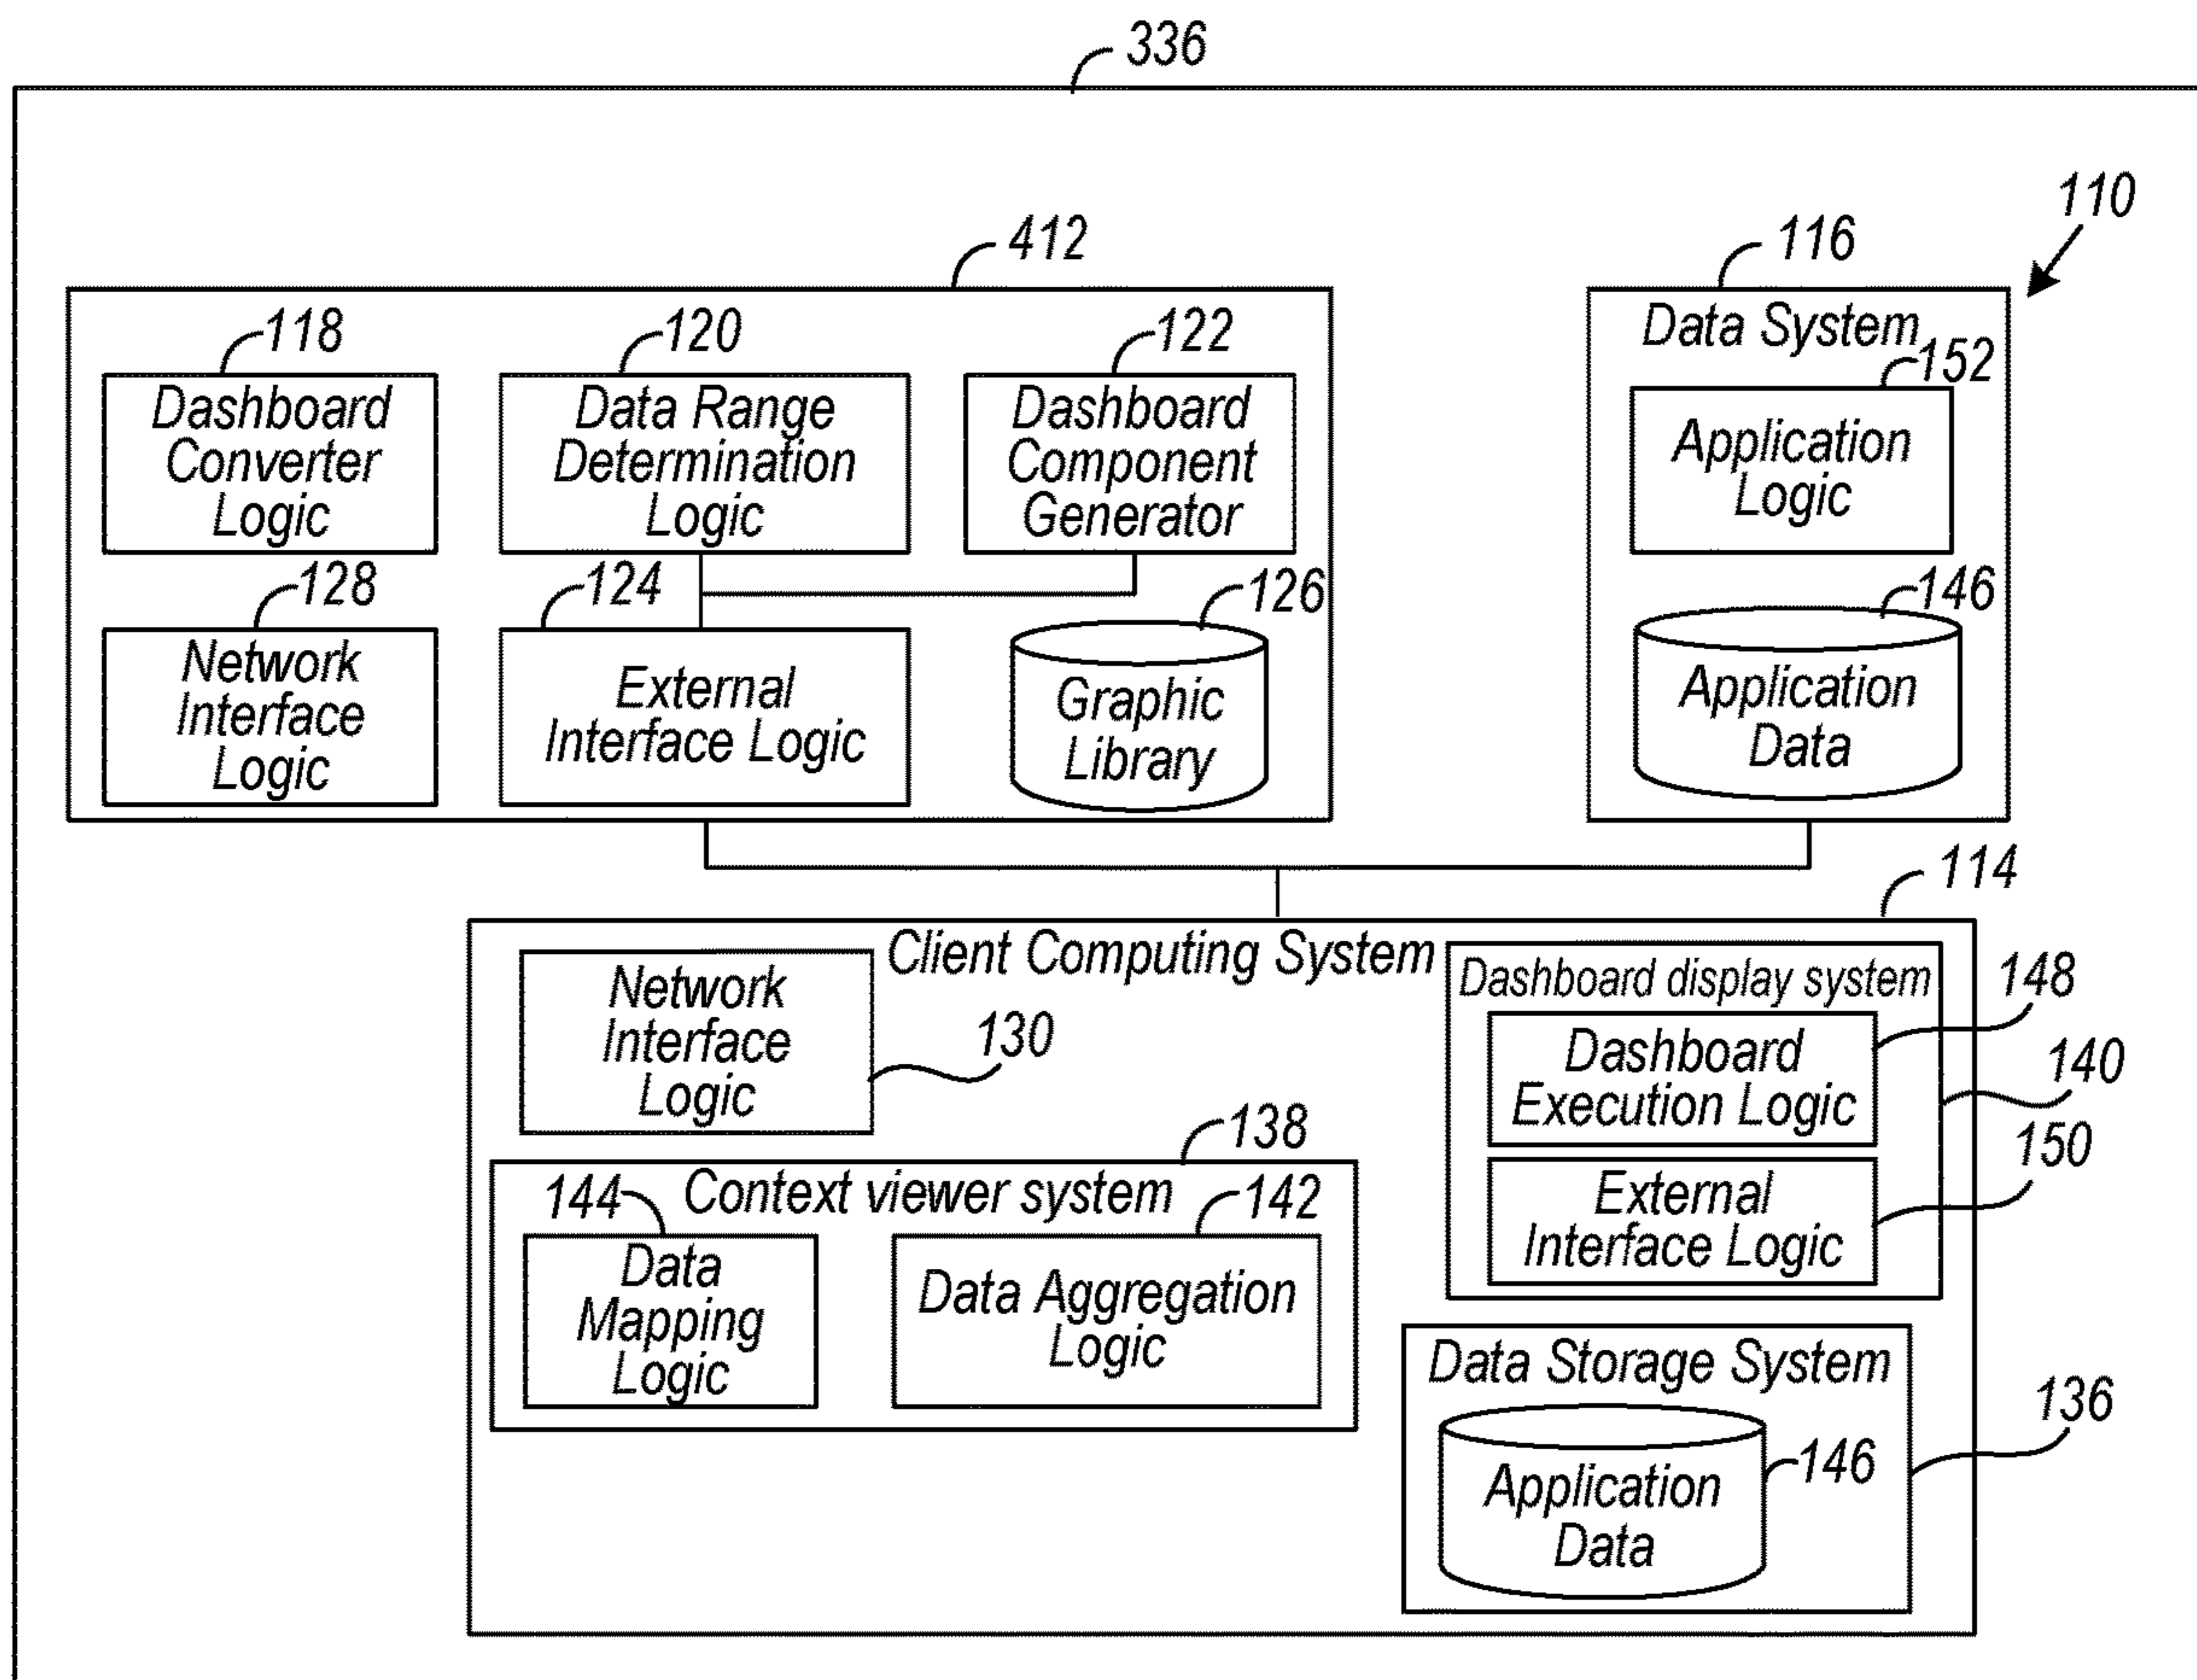 336
110
412
116
118
120
122
Data System
152
Dashboard
Converter
Logic
Data Range
Determination
Logic
Dashboard
Component
Generator
Application
Logic
128
124
126
146
Network
Interface
Logic
External
Interface Logic
Graphic
Library
Application
Data
114
Client Computing System
Network
Interface
Logic
130
Dashboard display system
148
Dashboard
Execution Logic
140
150
External
Interface Logic
138
144
Context viewer system
142
Data
Mapping
Logic
Data Aggregation
Logic
Data Storage System
136
146
Application
Data